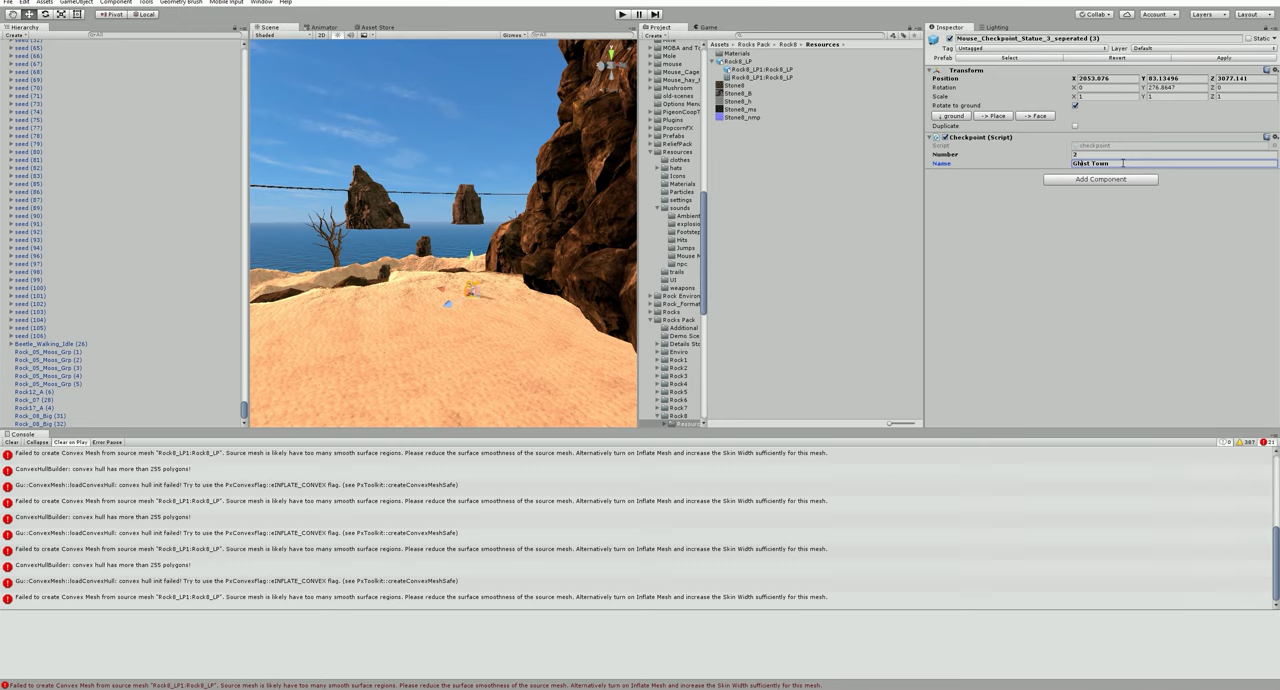 File Edit Assets GameObject Component Tools Geometry Brush Mobile Input Window Help
Pivot Local
Collab Account Layers Layout
Hierarchy
Create
seed (65)
seed (66)
seed (67)
seed (68)
seed (69)
seed (70)
seed (71)
seed (73)
seed (74)
seed (75)
seed (77)
seed (78)
seed (79)
seed (80)
seed (81)
seed (82)
seed (83)
seed (84)
seed (85)
seed (86)
seed (87)
seed (89)
seed (90)
seed (91)
seed (92)
seed (93)
seed (94)
seed (96)
seed (97)
seed (98)
seed (99)
seed (100)
seed (101)
seed (102)
seed (103)
seed (104)
seed (105)
seed (106)
Beetle_Walking_Idle (26)
Rock_05_Moos_Grp (1)
Rock_05_Moos_Grp (2)
Rock_05_Moos_Grp (3)
Rock_05_Moos_Grp (4)
Rock_05_Moos_Grp (5)
Rock12_A (6)
Rock_07 (28)
Rock17_A (4)
Rock_08_Big (31)
Rock_08_Big (32)
Scene Animator Asset Store
Shaded 2D Gizmos
Project Game
Create
MOBA and To
Mole
mouse
Mouse_Cage
Mouse_hay_
Mushroom
old-scenes
Options Menu
PigeonCoopT
Plugins
PopcornFX
Prefabs
ReliefPack
Resources
clothes
hats
Icons
Materials
Particles
settings
sounds
Ambient
explosio
Footstep
Hits
Jumps
Mouse M
npc
trails
UI
weapons
Rock Environ
Rock_Format
Rocks
Rocks Pack
Additional
Demo Sce
Details Sto
Enviro
Rock1
Rock2
Rock3
Rock4
Rock5
Rock6
Rock7
Rock8
Resourc
Assets Rocks Pack Rock8 Resources
Materials
Rock8_LP
Rock8_LP1:Rock8_LP
Rock8_LP1:Rock8_LP
Stone8
Stone8_B
Stone8_h
Stone8_ms
Stone8_nmp
Inspector Lighting
Mouse_Checkpoint_Statue_3_seperated (3) Static
Tag Untagged Layer Default
Prefab Select Revert Apply
Transform
Position X 2053.076 Y 83.13496 Z 3077.141
Rotation X 0 Y 276.8647 Z 0
Scale X 1 Y 1 Z 1
Rotate to ground
↓ ground -> Place -> Face
Duplicate
Checkpoint (Script)
Script checkpoint
Number 2
Name Ghost Town
Add Component
Console
Clear Collapse Clear on Play Error Pause 0 387 21
Failed to create Convex Mesh from source mesh "Rock8_LP1:Rock8_LP". Source mesh is likely have too many smooth surface regions. Please reduce the surface smoothness of the source mesh. Alternatively turn on Inflate Mesh and increase the Skin Width sufficiently for this mesh.
ConvexHullBuilder: convex hull has more than 255 polygons!
Gu::ConvexMesh::loadConvexHull: convex hull init failed! Try to use the PxConvexFlag::eINFLATE_CONVEX flag. (see PxToolkit::createConvexMeshSafe)
Failed to create Convex Mesh from source mesh "Rock8_LP1:Rock8_LP". Source mesh is likely have too many smooth surface regions. Please reduce the surface smoothness of the source mesh. Alternatively turn on Inflate Mesh and increase the Skin Width sufficiently for this mesh.
ConvexHullBuilder: convex hull has more than 255 polygons!
Gu::ConvexMesh::loadConvexHull: convex hull init failed! Try to use the PxConvexFlag::eINFLATE_CONVEX flag. (see PxToolkit::createConvexMeshSafe)
Failed to create Convex Mesh from source mesh "Rock8_LP1:Rock8_LP". Source mesh is likely have too many smooth surface regions. Please reduce the surface smoothness of the source mesh. Alternatively turn on Inflate Mesh and increase the Skin Width sufficiently for this mesh.
ConvexHullBuilder: convex hull has more than 255 polygons!
Gu::ConvexMesh::loadConvexHull: convex hull init failed! Try to use the PxConvexFlag::eINFLATE_CONVEX flag. (see PxToolkit::createConvexMeshSafe)
Failed to create Convex Mesh from source mesh "Rock8_LP1:Rock8_LP". Source mesh is likely have too many smooth surface regions. Please reduce the surface smoothness of the source mesh. Alternatively turn on Inflate Mesh and increase the Skin Width sufficiently for this mesh.
Failed to create Convex Mesh from source mesh "Rock8_LP1:Rock8_LP". Source mesh is likely have too many smooth surface regions. Please reduce the surface smoothness of the source mesh. Alternatively turn on Inflate Mesh and increase the Skin Width sufficiently for this mesh.